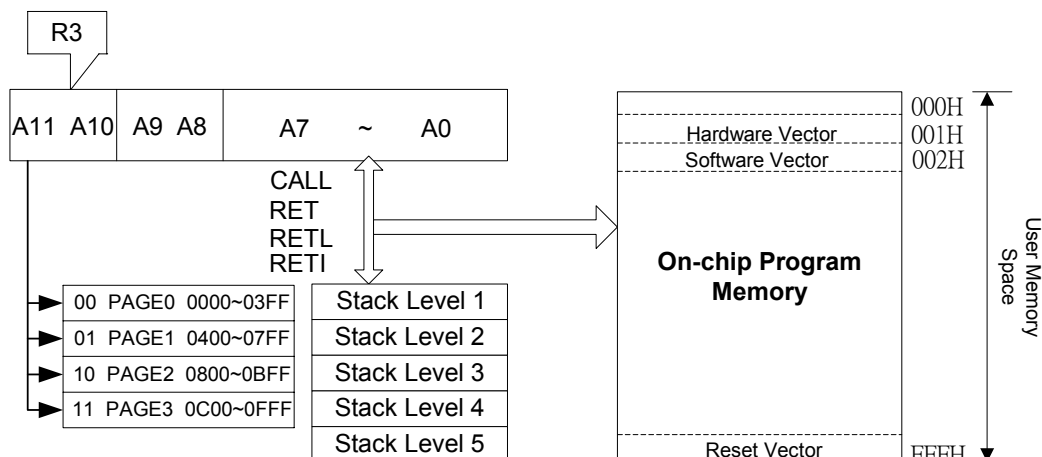 R3
A11 A10 A9 A8 A7 ~ A0
CALL
RET
RETL
RETI
00 PAGE0 0000~03FF
01 PAGE1 0400~07FF
10 PAGE2 0800~0BFF
11 PAGE3 0C00~0FFF
Stack Level 1
Stack Level 2
Stack Level 3
Stack Level 4
Stack Level 5
000H
Hardware Vector 001H
Software Vector 002H
On-chip Program
Memory
Reset Vector FFFH
User Memory
Space